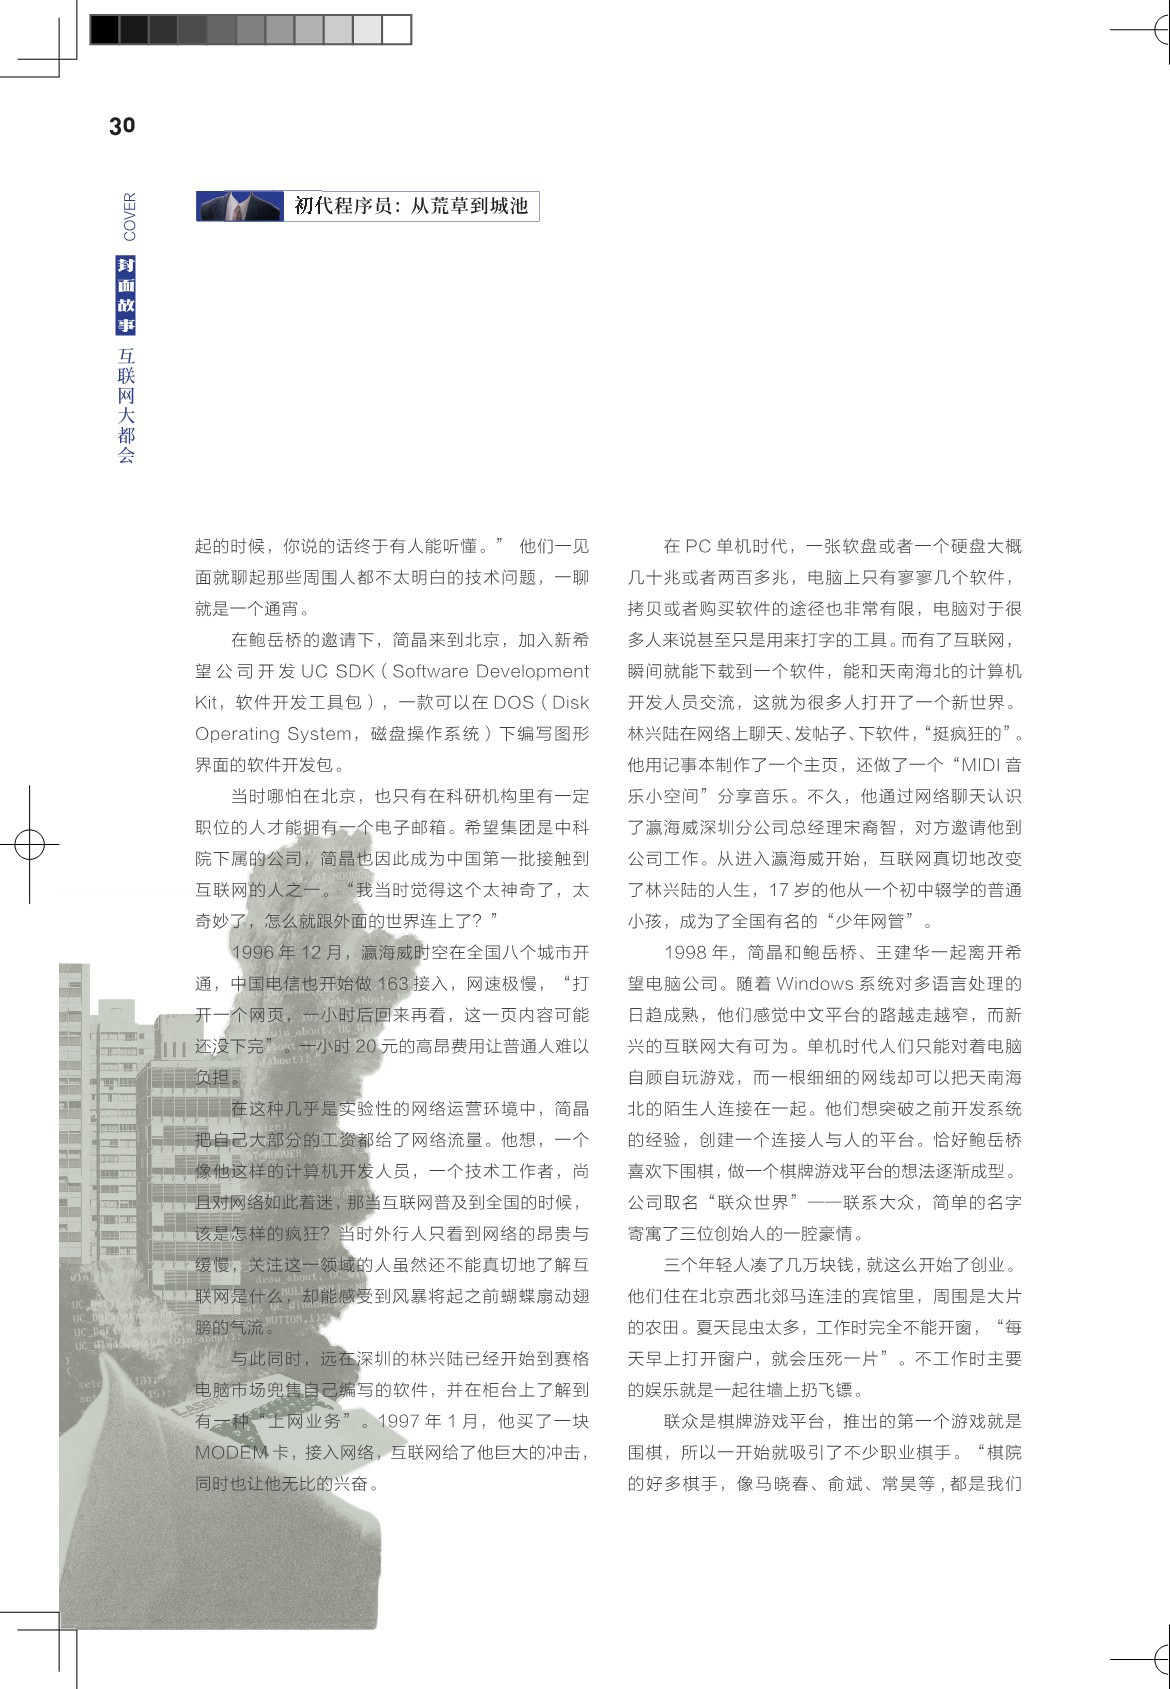 30
COVER
封面故事
互联网大都会
初代程序员：从荒草到城池
起的时候，你说的话终于有人能听懂。” 他们一见
面就聊起那些周围人都不太明白的技术问题，一聊
就是一个通宵。
在鲍岳桥的邀请下，简晶来到北京，加入新希
望公司开发 UC SDK（Software Development
Kit，软件开发工具包），一款可以在 DOS（Disk
Operating System，磁盘操作系统）下编写图形
界面的软件开发包。
当时哪怕在北京，也只有在科研机构里有一定
职位的人才能拥有一个电子邮箱。希望集团是中科
院下属的公司，简晶也因此成为中国第一批接触到
互联网的人之一。“我当时觉得这个太神奇了，太
奇妙了，怎么就跟外面的世界连上了？”
1996 年 12 月，瀛海威时空在全国八个城市开
通，中国电信也开始做 163 接入，网速极慢，“打
开一个网页，一小时后回来再看，这一页内容可能
还没下完”。一小时 20 元的高昂费用让普通人难以
负担。
在这种几乎是实验性的网络运营环境中，简晶
把自己大部分的工资都给了网络流量。他想，一个
像他这样的计算机开发人员，一个技术工作者，尚
且对网络如此着迷，那当互联网普及到全国的时候，
该是怎样的疯狂？当时外行人只看到网络的昂贵与
缓慢，关注这一领域的人虽然还不能真切地了解互
联网是什么，却能感受到风暴将起之前蝴蝶扇动翅
膀的气流。
与此同时，远在深圳的林兴陆已经开始到赛格
电脑市场兜售自己编写的软件，并在柜台上了解到
有一种“上网业务”。1997 年 1 月，他买了一块
MODEM 卡，接入网络，互联网给了他巨大的冲击，
同时也让他无比的兴奋。
在 PC 单机时代，一张软盘或者一个硬盘大概
几十兆或者两百多兆，电脑上只有寥寥几个软件，
拷贝或者购买软件的途径也非常有限，电脑对于很
多人来说甚至只是用来打字的工具。而有了互联网，
瞬间就能下载到一个软件，能和天南海北的计算机
开发人员交流，这就为很多人打开了一个新世界。
林兴陆在网络上聊天、发帖子、下软件，“挺疯狂的”。
他用记事本制作了一个主页，还做了一个“MIDI 音
乐小空间”分享音乐。不久，他通过网络聊天认识
了瀛海威深圳分公司总经理宋裔智，对方邀请他到
公司工作。从进入瀛海威开始，互联网真切地改变
了林兴陆的人生，17 岁的他从一个初中辍学的普通
小孩，成为了全国有名的“少年网管”。
1998 年，简晶和鲍岳桥、王建华一起离开希
望电脑公司。随着 Windows 系统对多语言处理的
日趋成熟，他们感觉中文平台的路越走越窄，而新
兴的互联网大有可为。单机时代人们只能对着电脑
自顾自玩游戏，而一根细细的网线却可以把天南海
北的陌生人连接在一起。他们想突破之前开发系统
的经验，创建一个连接人与人的平台。恰好鲍岳桥
喜欢下围棋，做一个棋牌游戏平台的想法逐渐成型。
公司取名“联众世界”——联系大众，简单的名字
寄寓了三位创始人的一腔豪情。
三个年轻人凑了几万块钱，就这么开始了创业。
他们住在北京西北郊马连洼的宾馆里，周围是大片
的农田。夏天昆虫太多，工作时完全不能开窗，“每
天早上打开窗户，就会压死一片”。不工作时主要
的娱乐就是一起往墙上扔飞镖。
联众是棋牌游戏平台，推出的第一个游戏就是
围棋，所以一开始就吸引了不少职业棋手。“棋院
的好多棋手，像马晓春、俞斌、常昊等 , 都是我们